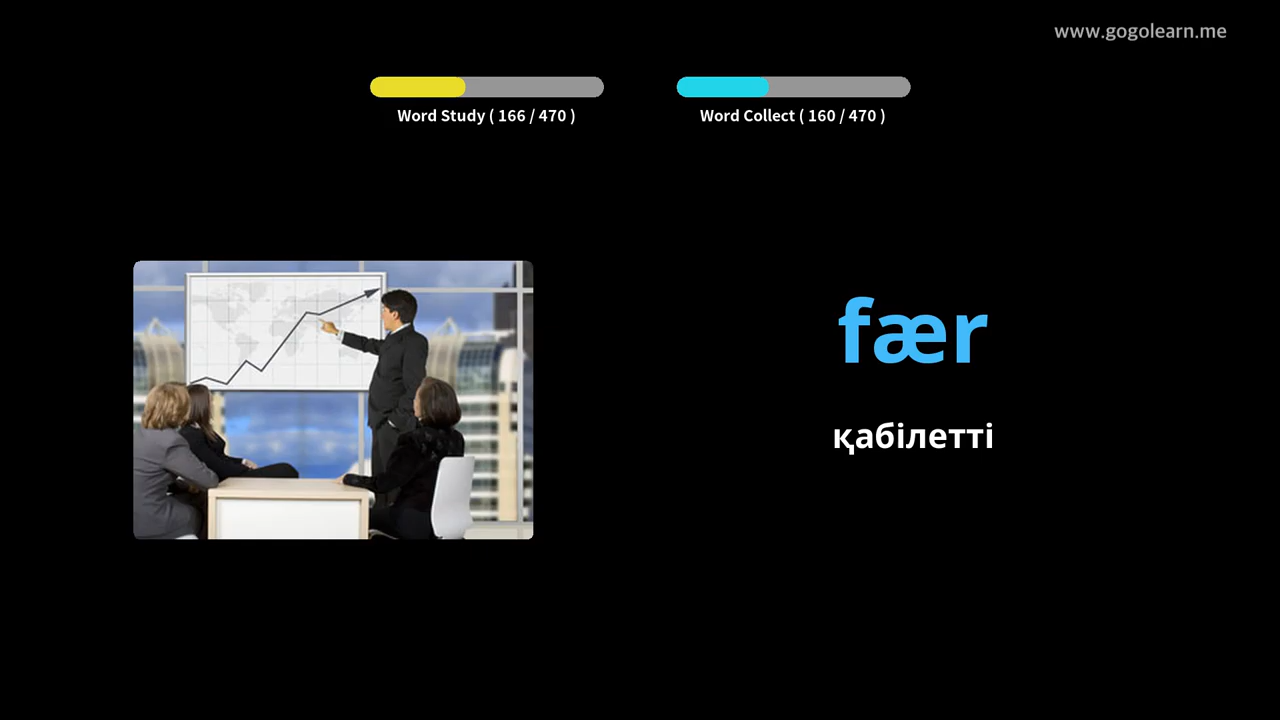 www.gogolearn.me
Word Study ( 166 / 470 )
Word Collect ( 160 / 470 )
fær
қабілетті